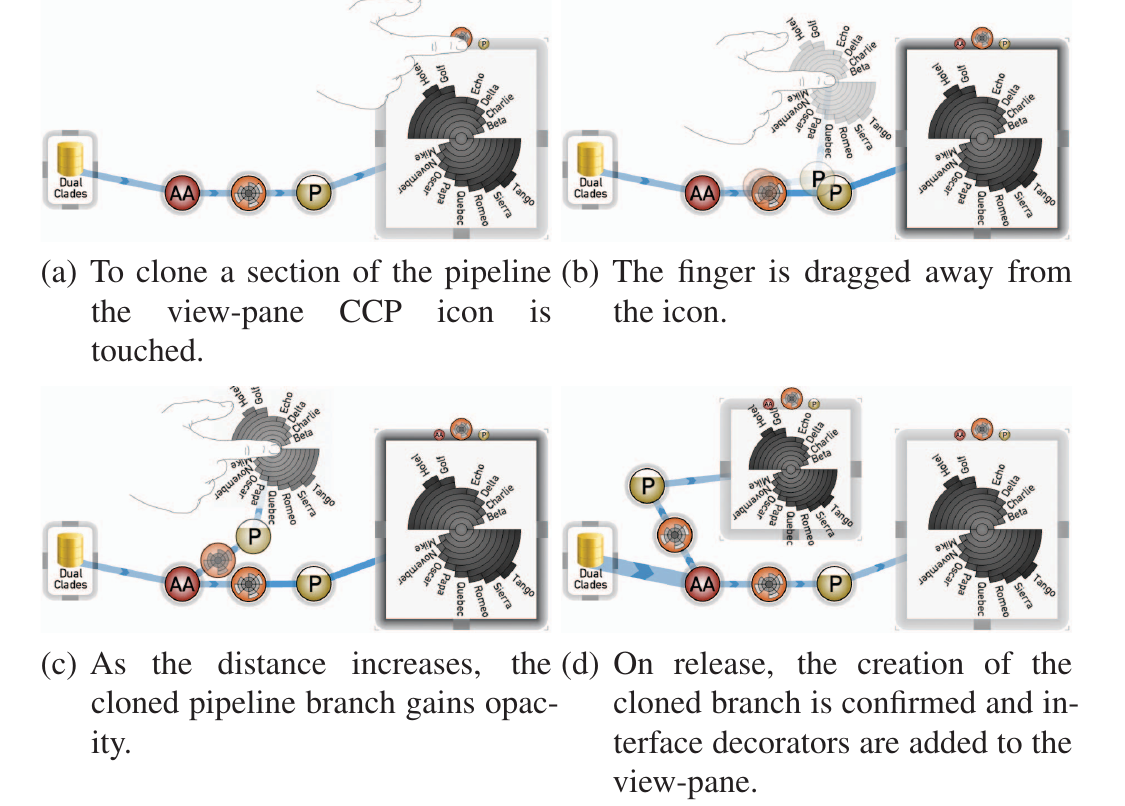 P
Hotel
Golf
Echo
Delta
Charlie
Beta
Mike
November
Oscar
Papa
Quebec
Romeo
Sierra
Tango
Dual
Clades
AA
P
Hotel
Golf
Echo
Delta
Charlie
Beta
Mike
November
Oscar
Papa
Quebec
Romeo
Sierra
Tango
AA
P
Hotel
Golf
Echo
Delta
Charlie
Beta
Mike
November
Oscar
Papa
Quebec
Romeo
Sierra
Tango
Dual
Clades
AA
P
P
(a) To clone a section of the pipeline
the view-pane CCP icon is
touched.
(b) The finger is dragged away from
the icon.
Hotel
Golf
Echo
Delta
Charlie
Beta
Mike
November
Oscar
Papa
Quebec
Romeo
Sierra
Tango
AA
P
Hotel
Golf
Echo
Delta
Charlie
Beta
Mike
November
Oscar
Papa
Quebec
Romeo
Sierra
Tango
Dual
Clades
P
AA
P
AA
P
Hotel
Golf
Echo
Delta
Charlie
Beta
Mike
November
Oscar
Papa
Quebec
Romeo
Sierra
Tango
AA
P
Hotel
Golf
Echo
Delta
Charlie
Beta
Mike
November
Oscar
Papa
Quebec
Romeo
Sierra
Tango
P
Dual
Clades
AA
P
(c) As the distance increases, the
cloned pipeline branch gains opac-
ity.
(d) On release, the creation of the
cloned branch is confirmed and in-
terface decorators are added to the
view-pane.